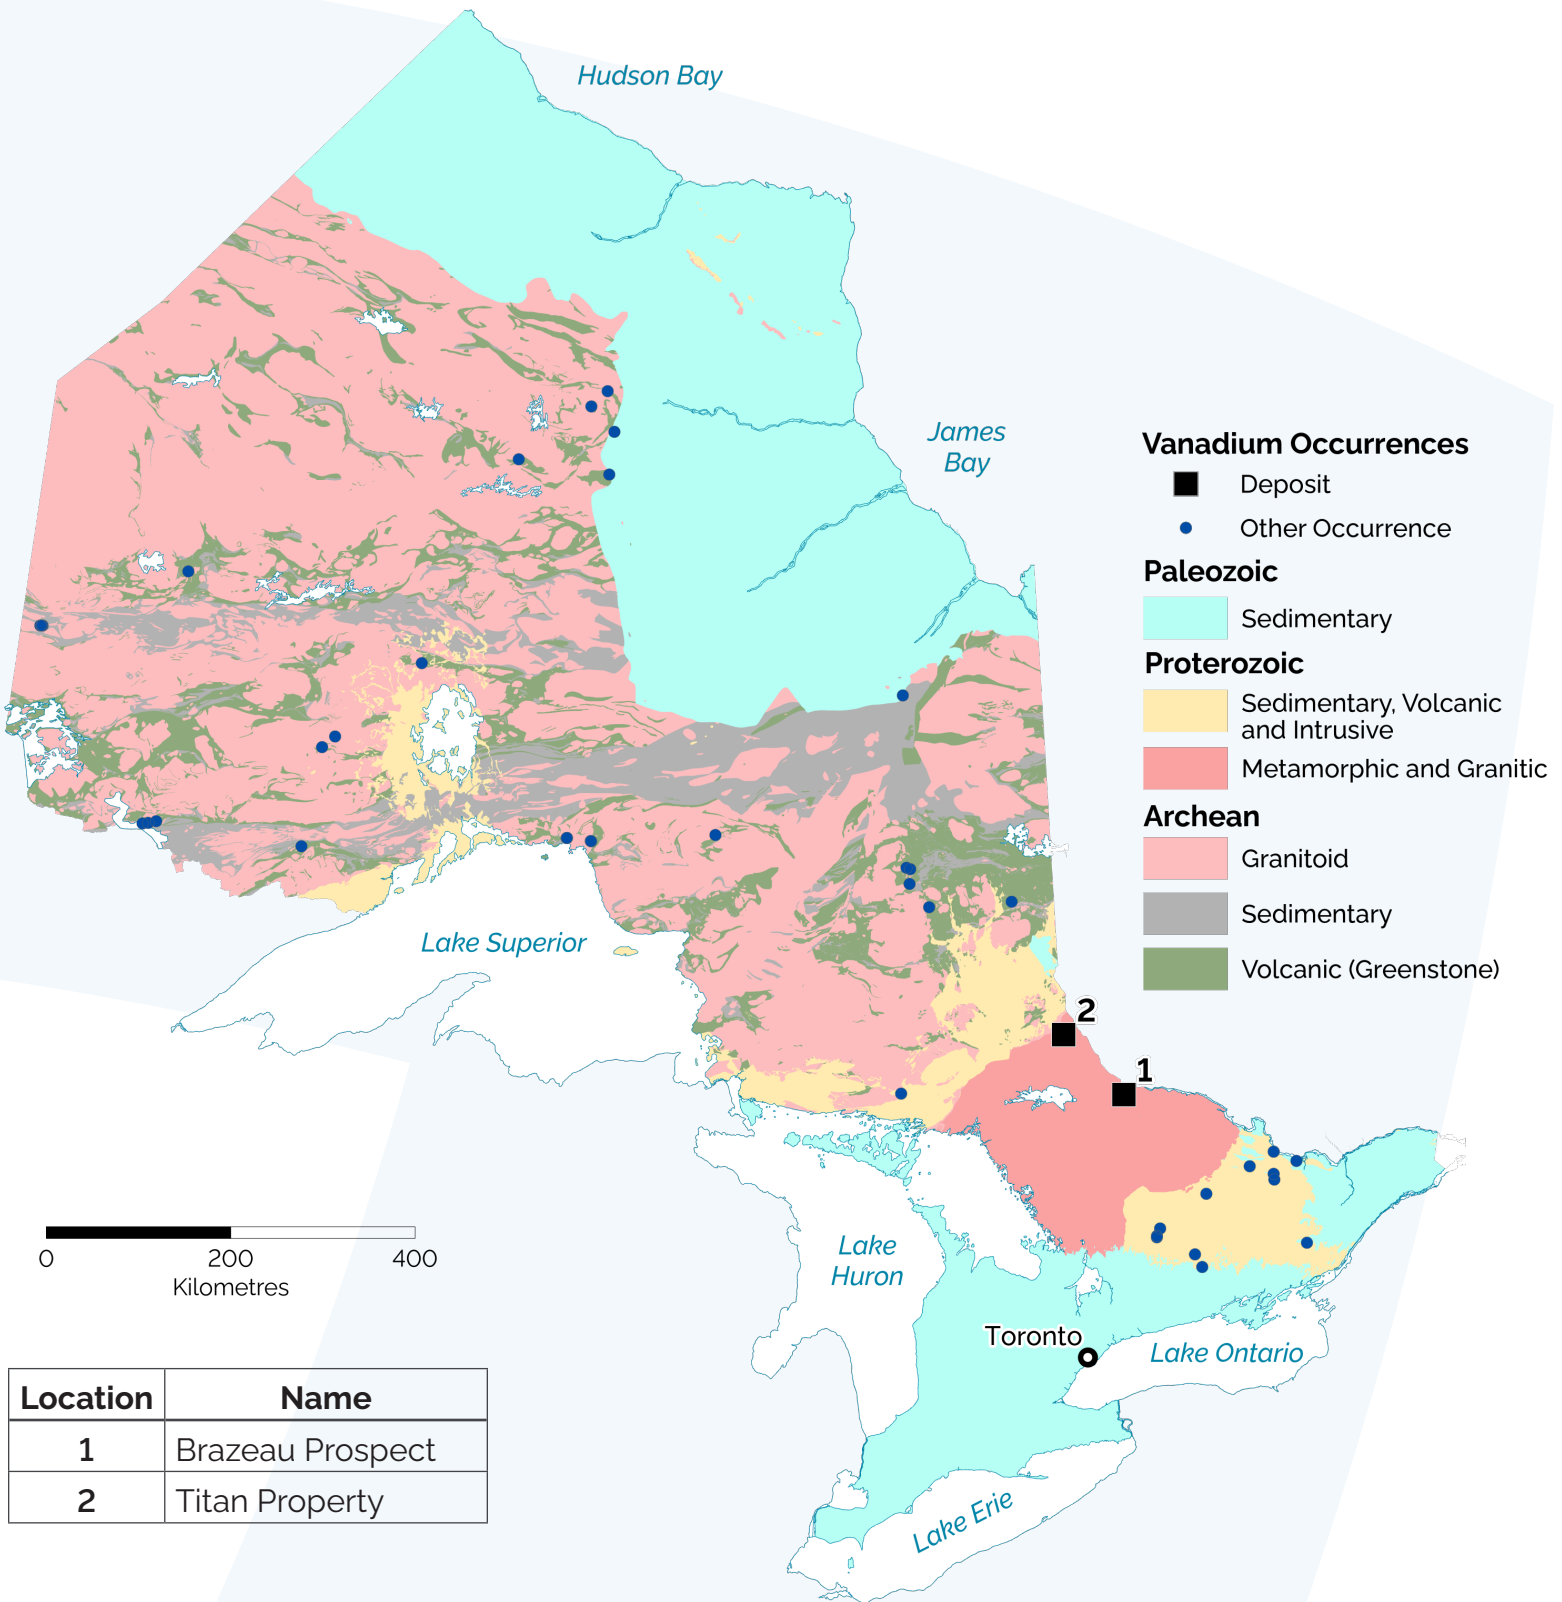 Hudson Bay
James
Bay
Vanadium Occurrences
Deposit
Other Occurrence
Paleozoic
Sedimentary
Proterozoic
Sedimentary, Volcanic
and Intrusive
Metamorphic and Granitic
Archean
Granitoid
Sedimentary
Volcanic (Greenstone)
Lake Superior
2
1
0 200 400
Kilometres
Lake
Huron
Toronto
Lake Ontario
Lake Erie
Location Name
1 Brazeau Prospect
2 Titan Property